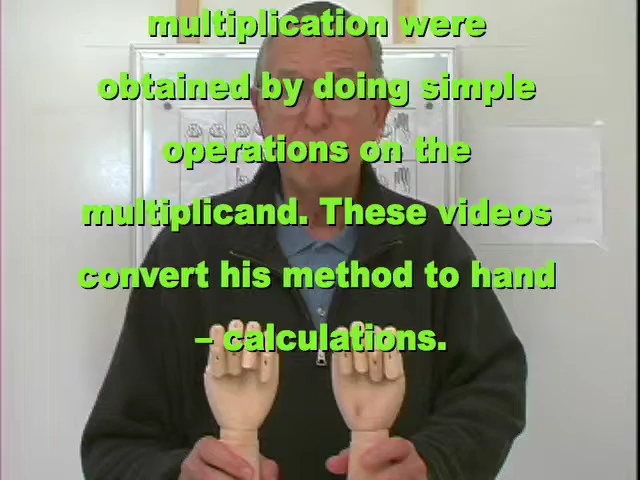 multiplication were
obtained by doing simple
operations on the
multiplicand. These videos
convert his method to hand
– calculations.